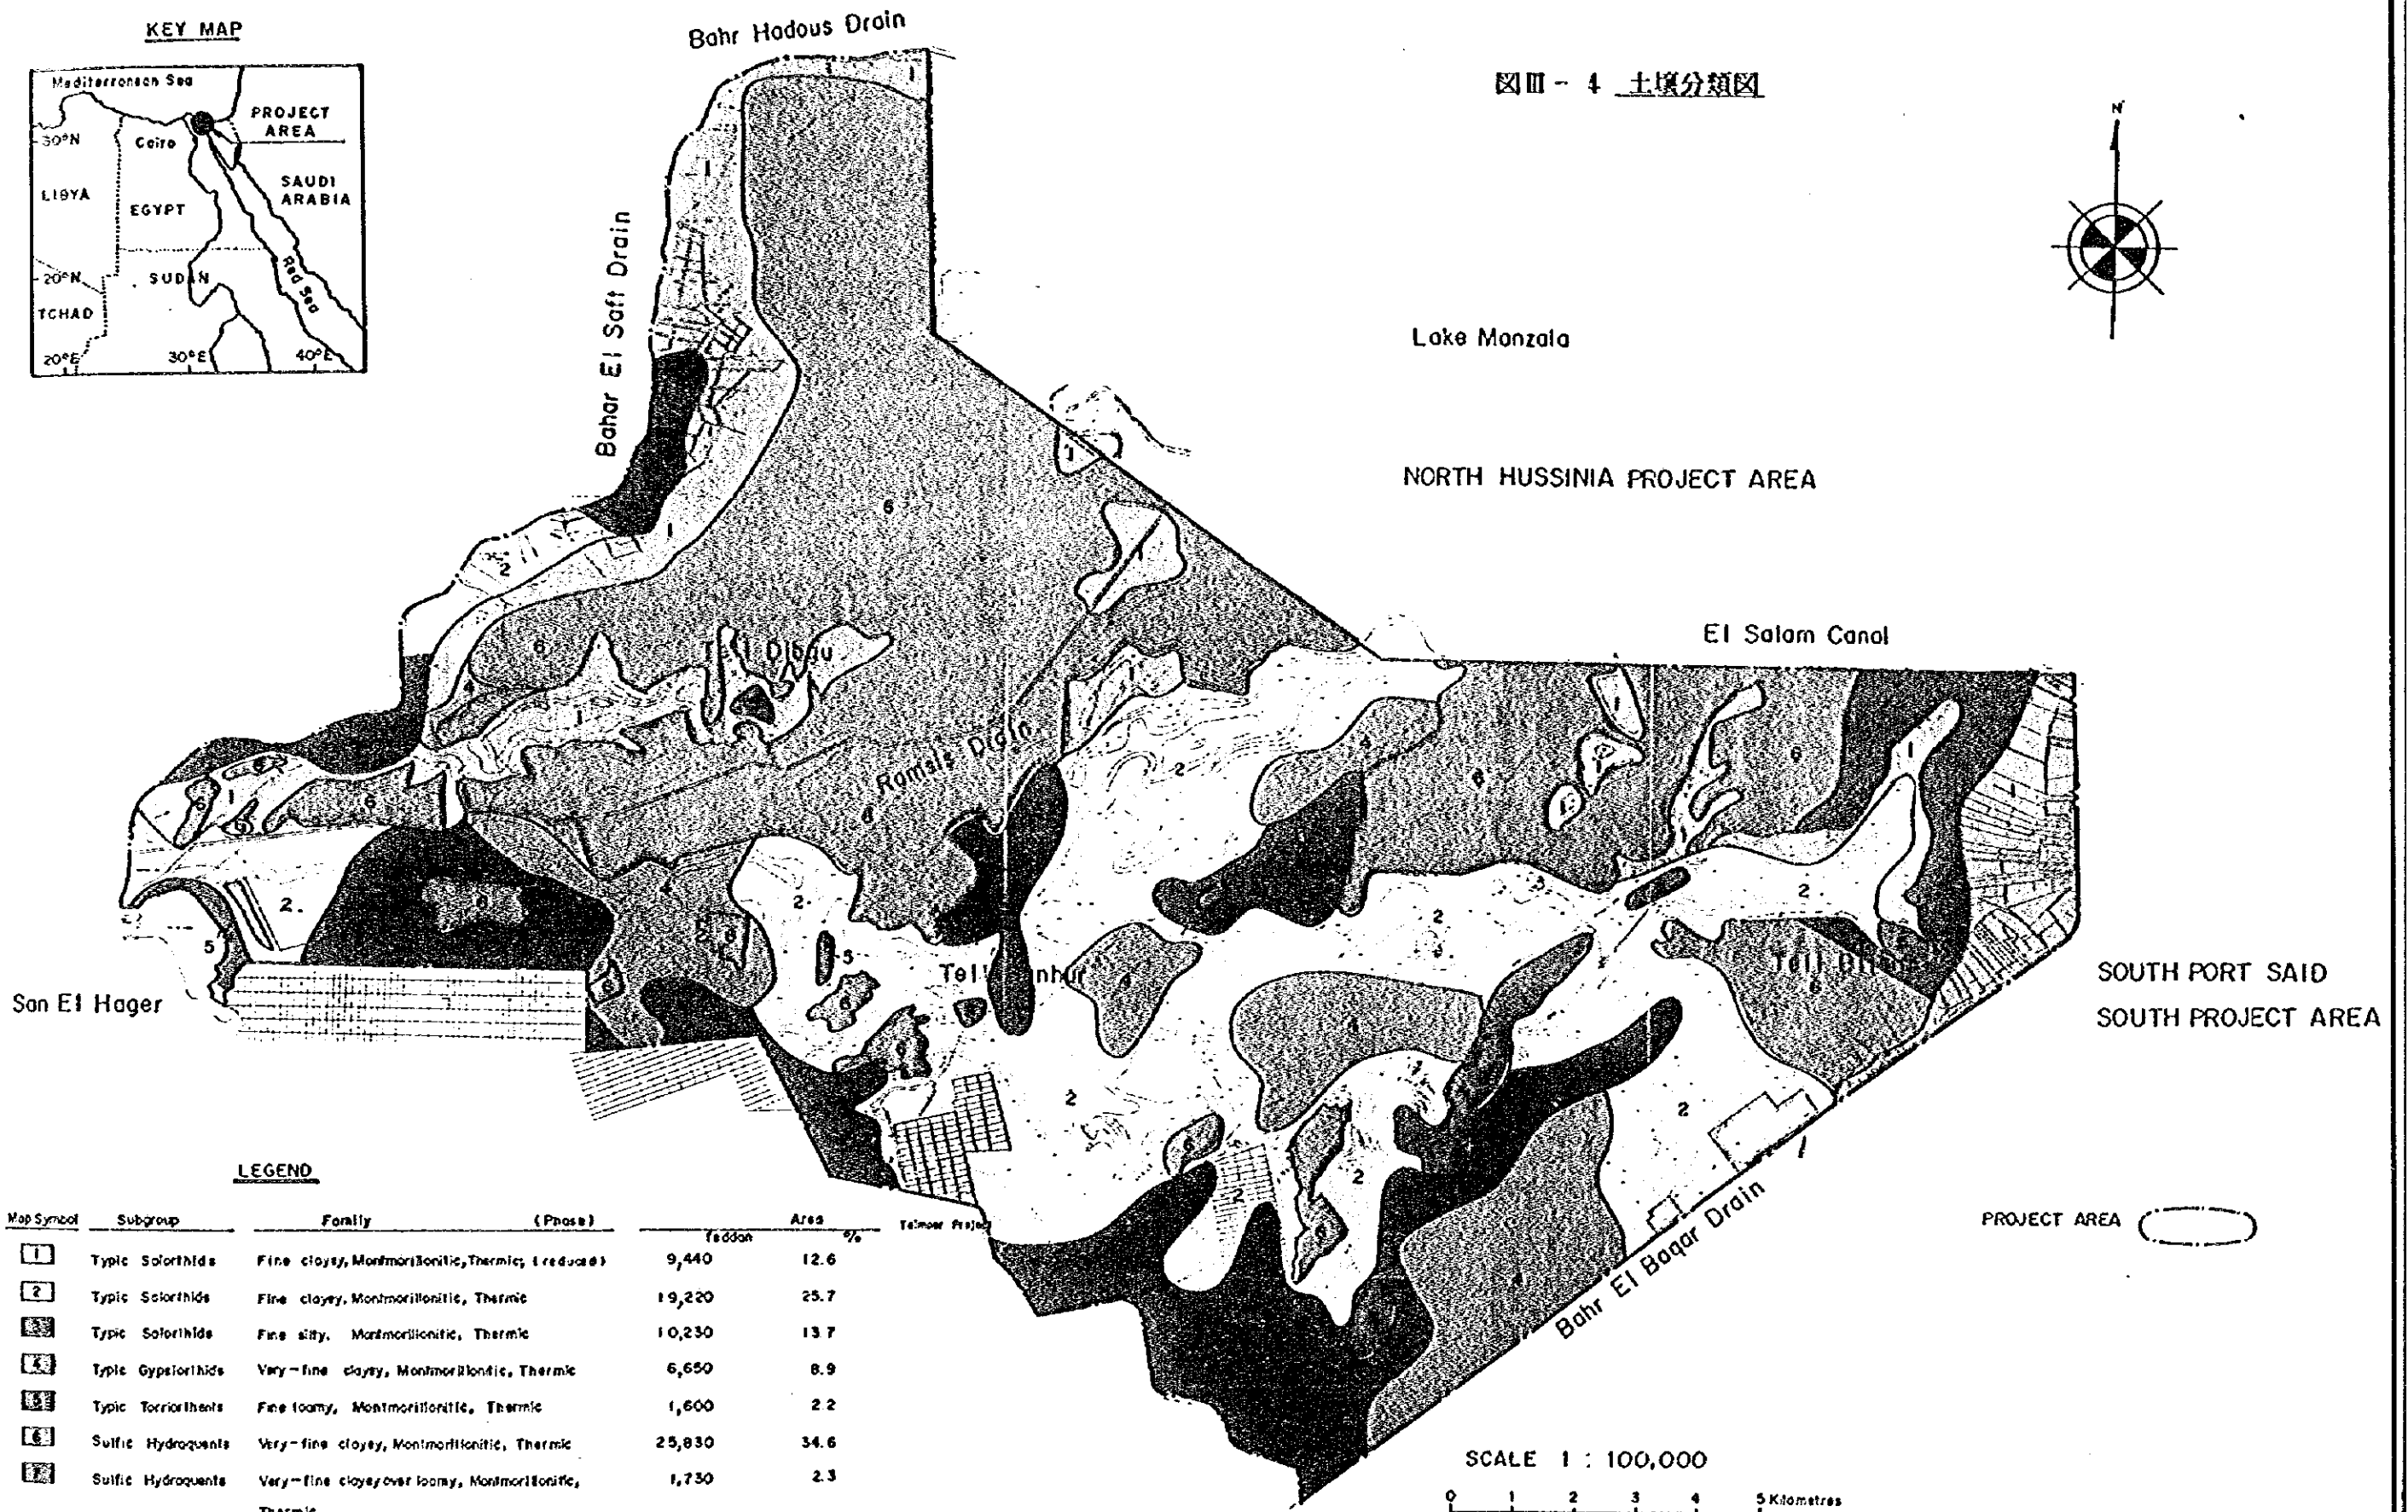 KEY MAP
Mediterranean Sea
PROJECT
AREA
30°N
Cairo
LIBYA
EGYPT
SAUDI
ARABIA
20°N
SUDAN
Red Sea
TCHAD
20°E
30°E
40°E
Bahr Hadous Drain
図Ⅲ - 4 土壌分類図
N
Bahar El Saft Drain
Lake Manzala
NORTH HUSSINIA PROJECT AREA
El Salam Canal
Ramsis Drain
San El Hager
SOUTH PORT SAID
SOUTH PROJECT AREA
Bahr El Baqar Drain
PROJECT AREA
LEGEND
Map Symbol Subgroup Family (Phase) Area
feddan %
1 Typic Solorthids Fine clayey, Montmorillonitic, Thermic, (reduced) 9,440 12.6
2 Typic Solorthids Fine clayey, Montmorillonitic, Thermic 19,220 25.7
3 Typic Solorthids Fine silty, Montmorillonitic, Thermic 10,230 13.7
4 Typic Gypsiorthids Very-fine clayey, Montmorillonitic, Thermic 6,650 8.9
5 Typic Torriorthents Fine loamy, Montmorillonitic, Thermic 1,600 2.2
6 Sulfic Hydroquents Very-fine clayey, Montmorillonitic, Thermic 25,830 34.6
7 Sulfic Hydroquents Very-fine clayey over loamy, Montmorillonitic, 1,730 2.3
Thermic
SCALE 1 : 100,000
0 1 2 3 4 5 Kilometres